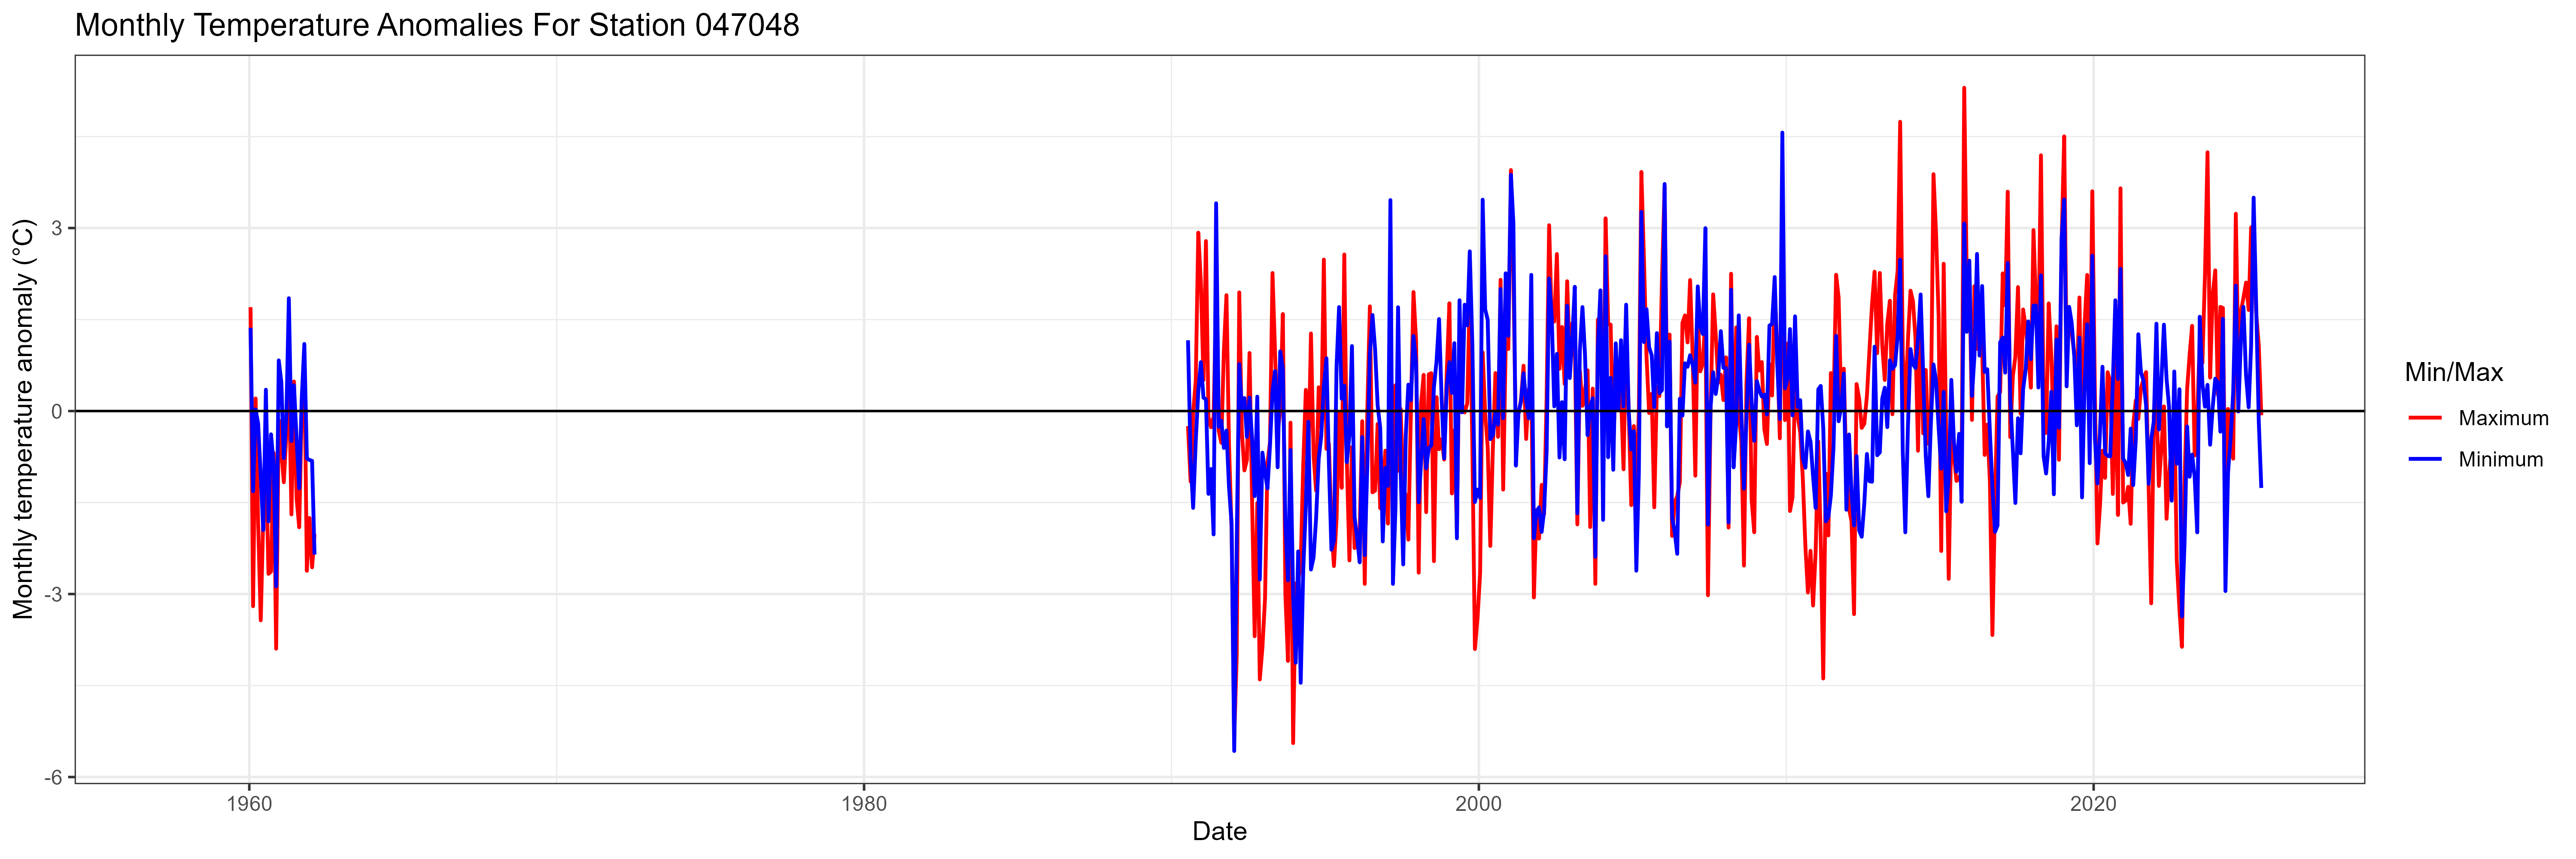 Monthly Temperature Anomalies For Station 047048
Monthly temperature anomaly (°C)
3
0
-3
-6
1960
1980
2000
2020
Date
Min/Max
Maximum
Minimum